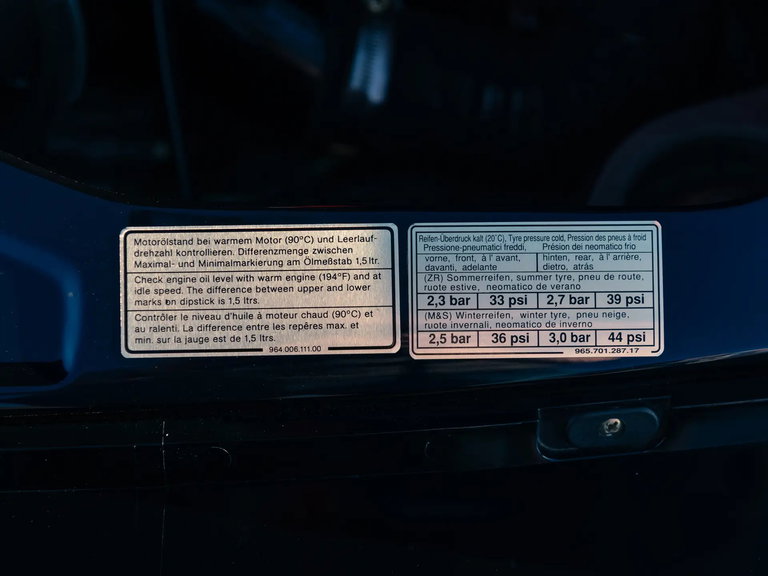 Motorölstand bei warmem Motor (90°C) und Leerlauf-
drehzahl kontrollieren. Differenzmenge zwischen
Maximal- und Minimalmarkierung am Ölmeßstab 1,5 ltr.
Check engine oil level with warm engine (194°F) and at
idle speed. The difference between upper and lower
marks on dipstick is 1,5 ltrs.
Contrôler le niveau d'huile à moteur chaud (90°C) et
au ralenti. La différence entre les repères max. et
min. sur la jauge est de 1,5 ltrs.
964.006.111.00
Reifen-Überdruck kalt (20°C), Tyre pressure cold, Pression des pneus à froid
Pressione-pneumatici freddi, Présion dei neomatico frio
vorne, front, à l' avant, hinten, rear, à l' arrière,
davanti, adelante dietro, atrás
(ZR) Sommerreifen, summer tyre, pneu de route,
ruote estive, neomatico de verano
2,3 bar 33 psi 2,7 bar 39 psi
(M&S) Winterreifen, winter tyre, pneu neige.
ruote invernali, neomatico de inverno
2,5 bar 36 psi 3,0 bar 44 psi
965.701.287.17